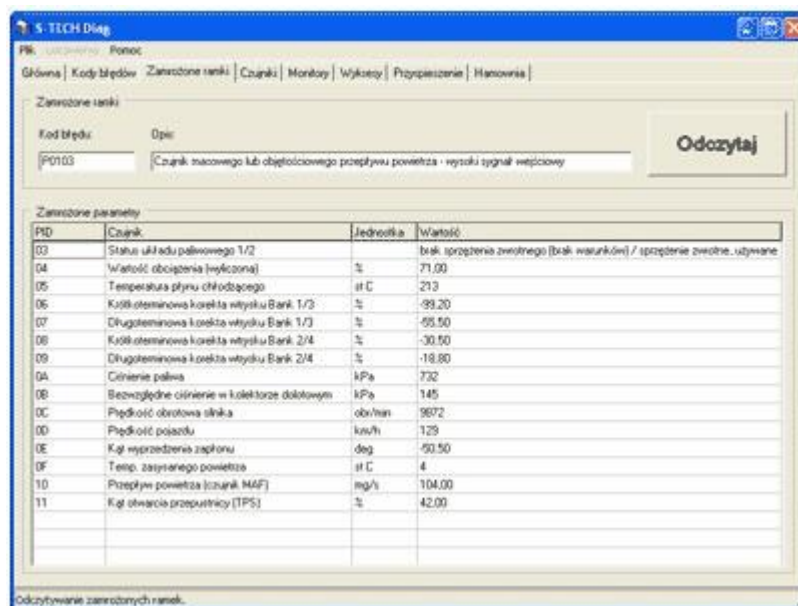 S-TECH Diag
Plik Ustawienia Pomoc
Główna Kody błędów Zamrożone ramki Czujniki Monitory Wykresy Przyspieszenie Hamownia
Zamrożone ramki
Kod błędu: Opis:
P0103 Czujnik masowego lub objętościowego przepływu powietrza - wysoki sygnał wejściowy
Odczytaj
Zamrożone parametry
PID Czujnik Jednostka Wartość
03 Status układu paliwowego 1/2 brak sprzężenia zwrotnego (brak warunków) / sprzężenie zwrotne, używane
04 Wartość obciążenia (wyliczona) % 71,00
05 Temperatura płynu chłodzącego st C 213
06 Krótkoterminowa korekta wtrysku Bank 1/3 % -99,20
07 Długoterminowa korekta wtrysku Bank 1/3 % -55,50
08 Krótkoterminowa korekta wtrysku Bank 2/4 % -30,50
09 Długoterminowa korekta wtrysku Bank 2/4 % -18,80
0A Ciśnienie paliwa kPa 732
0B Bezwzględne ciśnienie w kolektorze dolotowym kPa 145
0C Prędkość obrotowa silnika obr/min 9872
0D Prędkość pojazdu km/h 129
0E Kąt wyprzedzenia zapłonu deg -50,50
0F Temp. zasysanego powietrza st C 4
10 Przepływ powietrza (czujnik MAF) mg/s 104,00
11 Kąt otwarcia przepustnicy (TPS) % 42,00
Odczytywanie zamrożonych ramek.